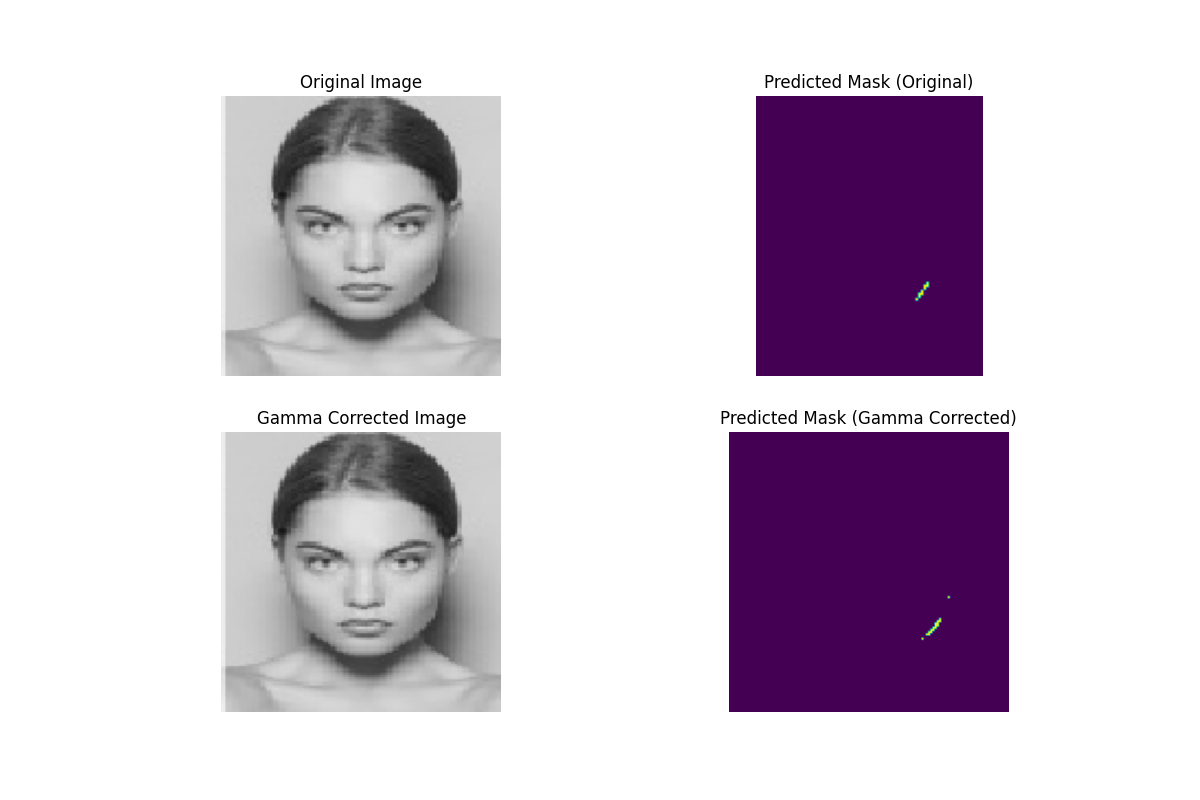 Original Image
Predicted Mask (Original)
Gamma Corrected Image
Predicted Mask (Gamma Corrected)